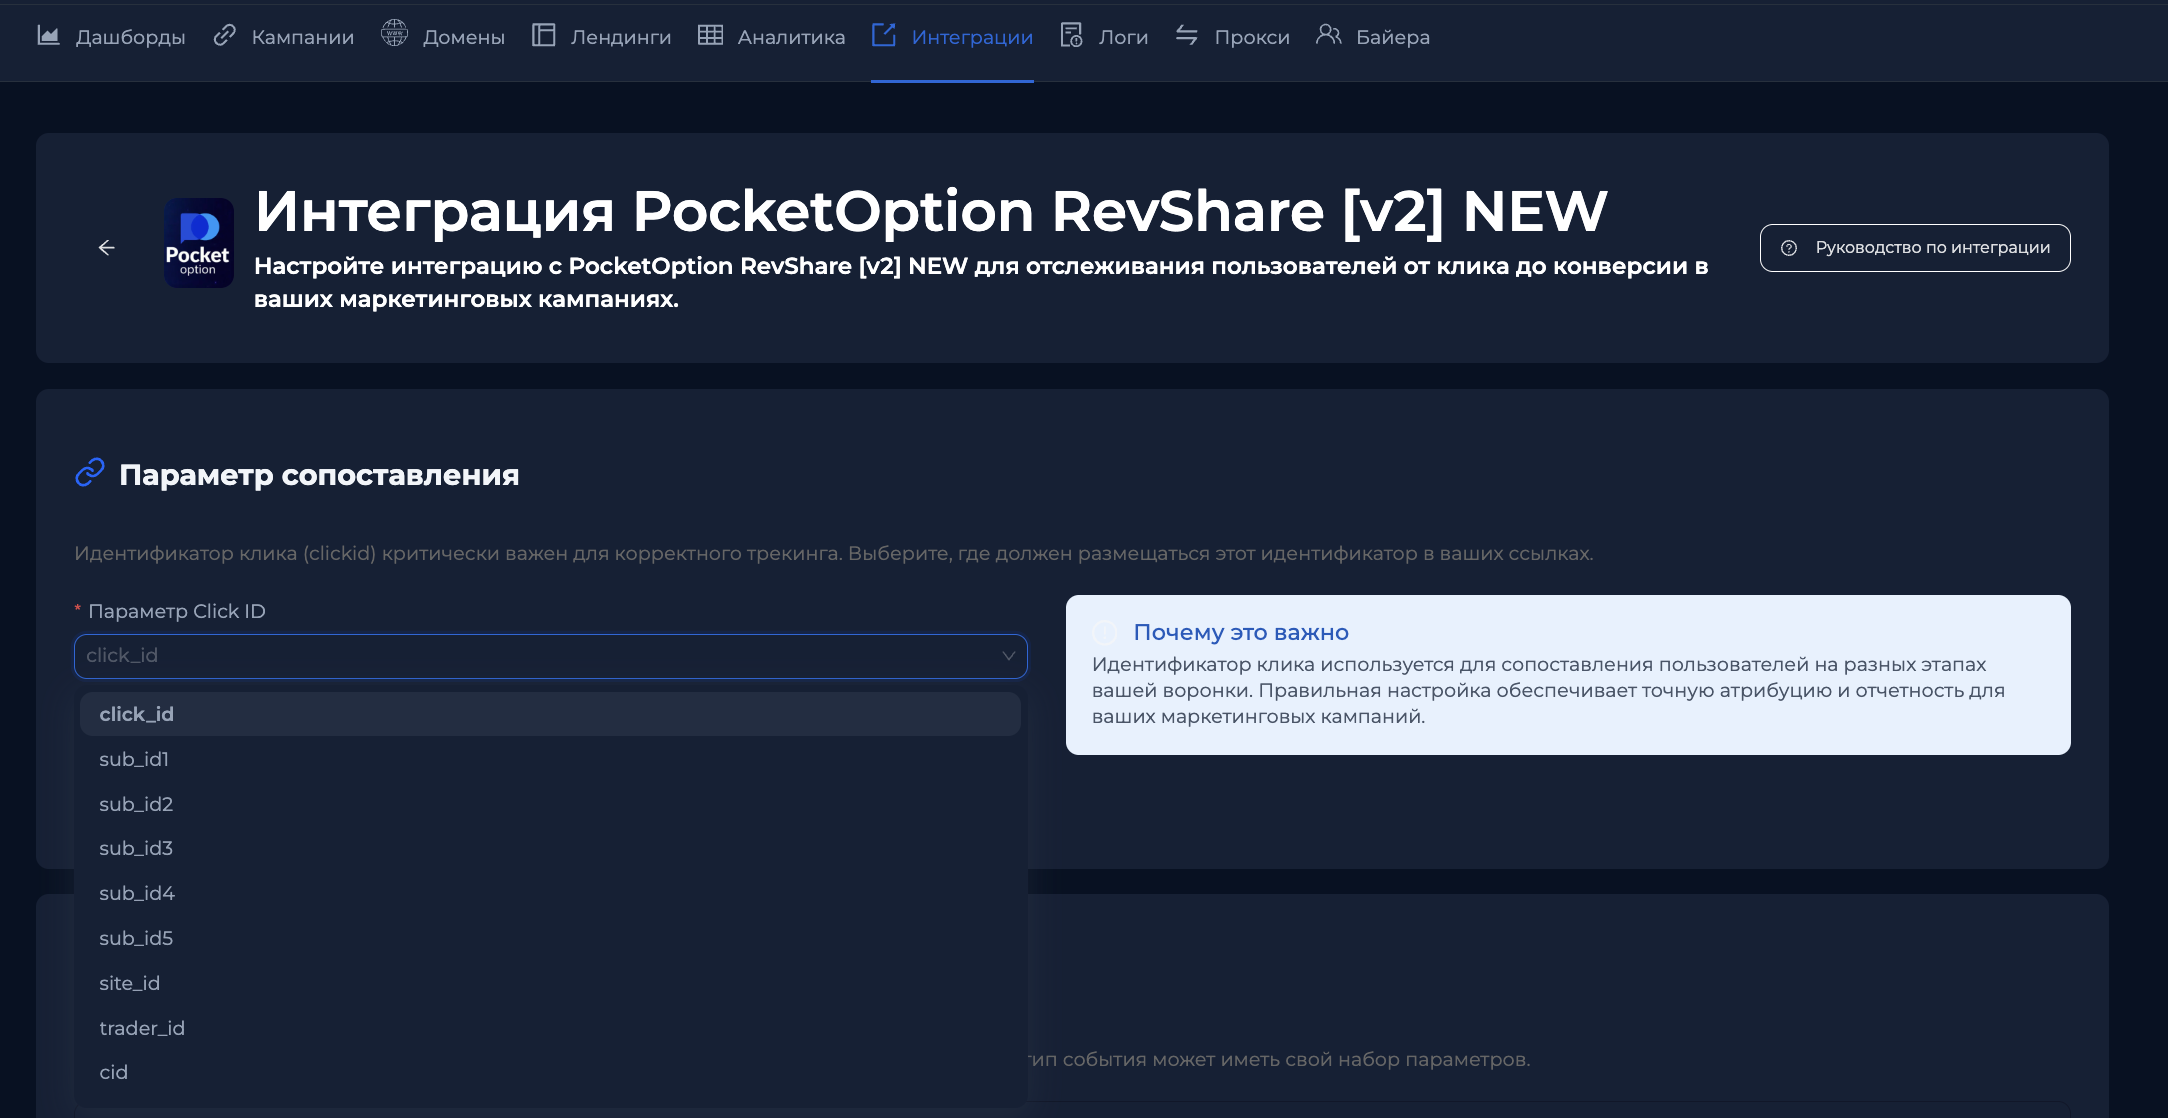 Дашборды
Кампании
www
Домены
Лендинги
Аналитика
Интеграции
Логи
Прокси
Байера
Pocket
option
Интеграция PocketOption RevShare [v2] NEW
Настройте интеграцию с PocketOption RevShare [v2] NEW для отслеживания пользователей от клика до конверсии в
ваших маркетинговых кампаниях.
Руководство по интеграции
Параметр сопоставления
Идентификатор клика (clickid) критически важен для корректного трекинга. Выберите, где должен размещаться этот идентификатор в ваших ссылках.
* Параметр Click ID
click_id
Почему это важно
Идентификатор клика используется для сопоставления пользователей на разных этапах
вашей воронки. Правильная настройка обеспечивает точную атрибуцию и отчетность для
ваших маркетинговых кампаний.
click_id
sub_id1
sub_id2
sub_id3
sub_id4
sub_id5
site_id
trader_id
cid
тип события может иметь свой набор параметров.